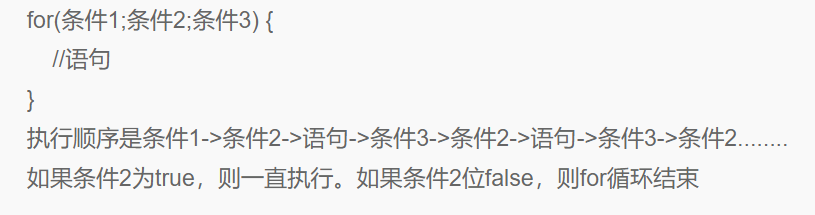 for(条件1;条件2;条件3) {
//语句
}
执行顺序是条件1->条件2->语句->条件3->条件2->语句->条件3->条件2........
如果条件2为true，则一直执行。如果条件2位false，则for循环结束